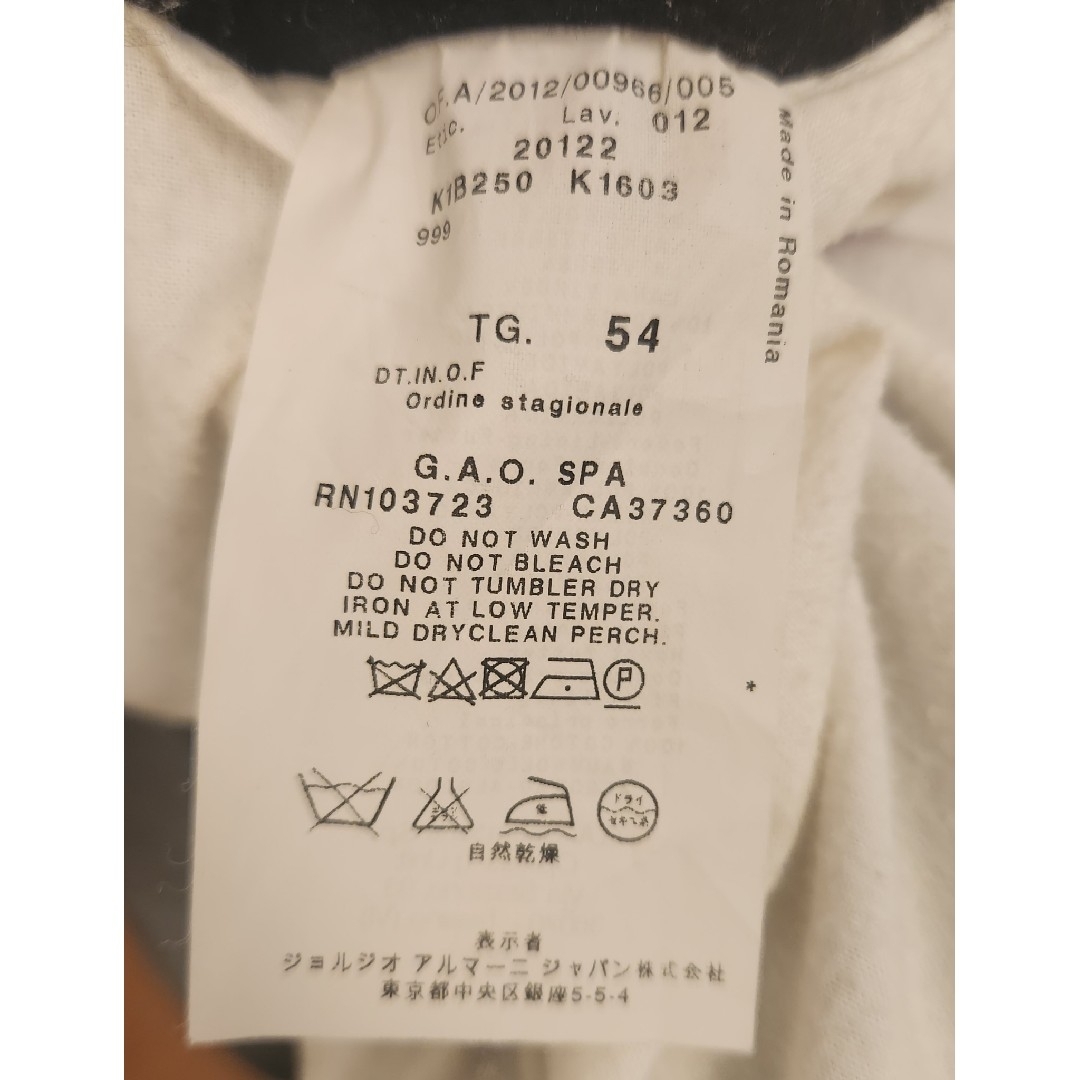 OF.A/2012/00966/005
Etic. Lav. 012
20122
K1B250 K1603
999
Made in Romania
TG. 54
DT.IN.O.F
Ordine stagionale
G.A.O. SPA
RN103723 CA37360
DO NOT WASH
DO NOT BLEACH
DO NOT TUMBLER DRY
IRON AT LOW TEMPER.
MILD DRYCLEAN PERCH.
P
*
低
ドライ
自然乾燥
表示者
ジョルジオ アルマーニ ジャパン株式会社
東京都中央区銀座5-5-4